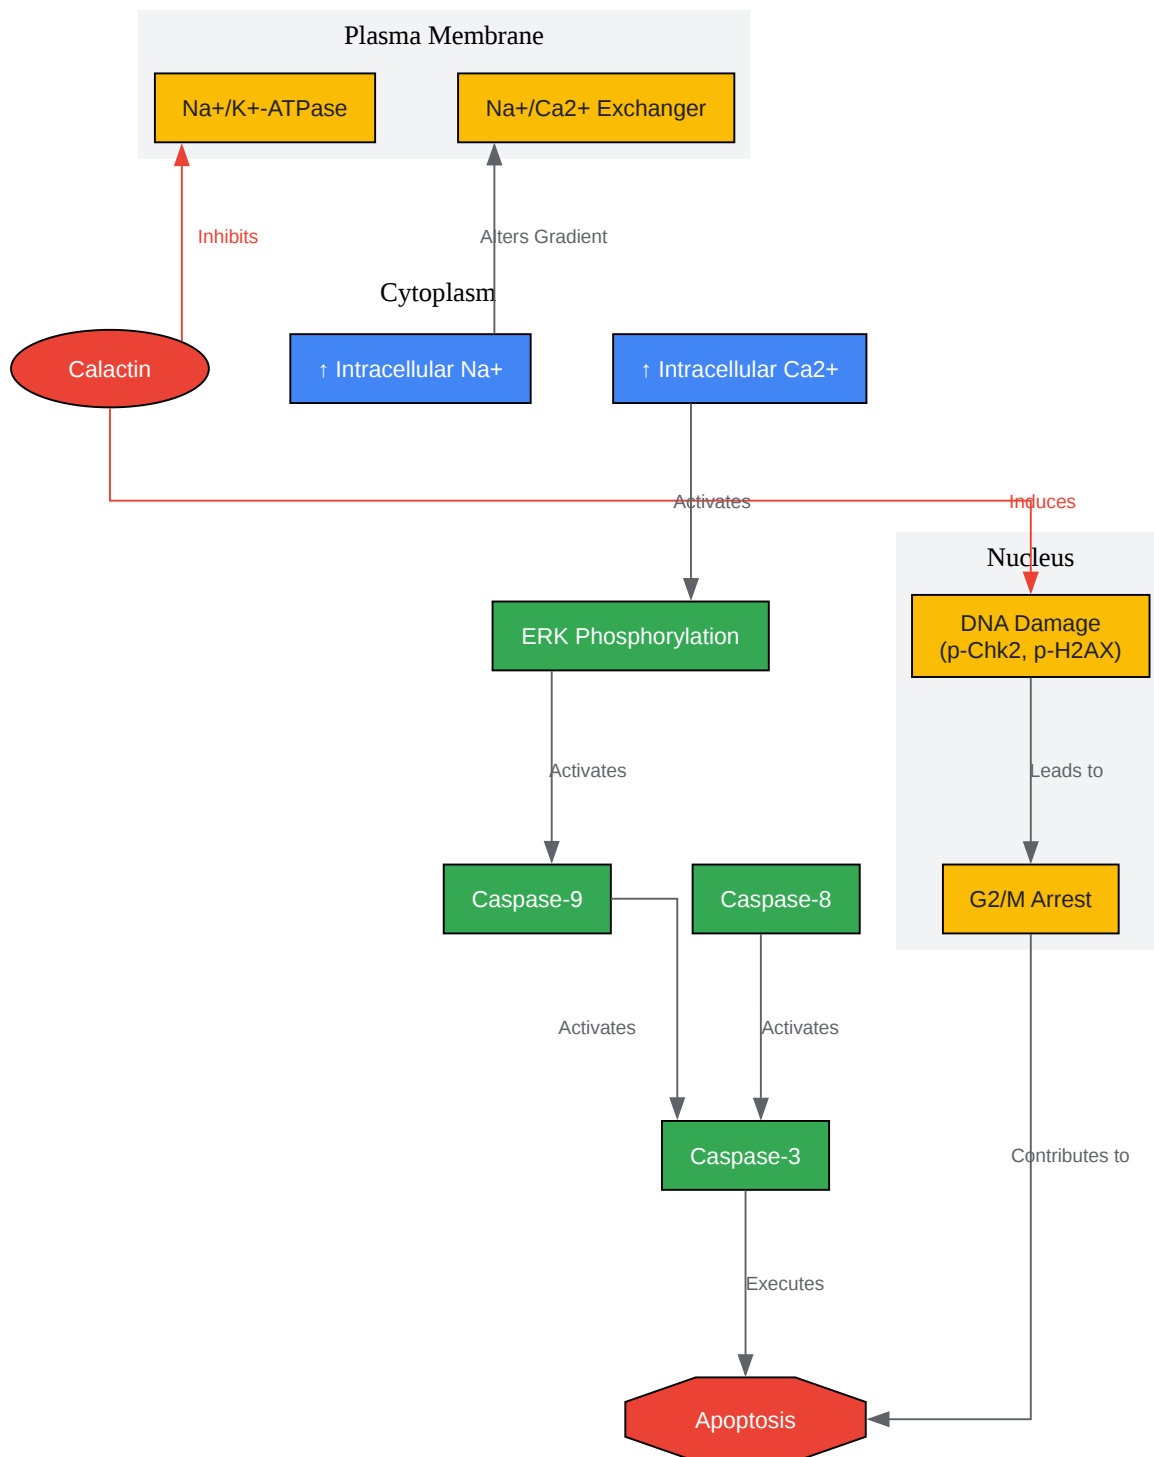 Plasma Membrane
Na+/K+-ATPase
Na+/Ca2+ Exchanger
Inhibits
Alters Gradient
Cytoplasm
Calactin
↑ Intracellular Na+
↑ Intracellular Ca2+
Activates
Induces
Nucleus
DNA Damage
(p-Chk2, p-H2AX)
ERK Phosphorylation
Activates
Leads to
Caspase-9
Caspase-8
G2/M Arrest
Activates
Activates
Caspase-3
Contributes to
Executes
Apoptosis